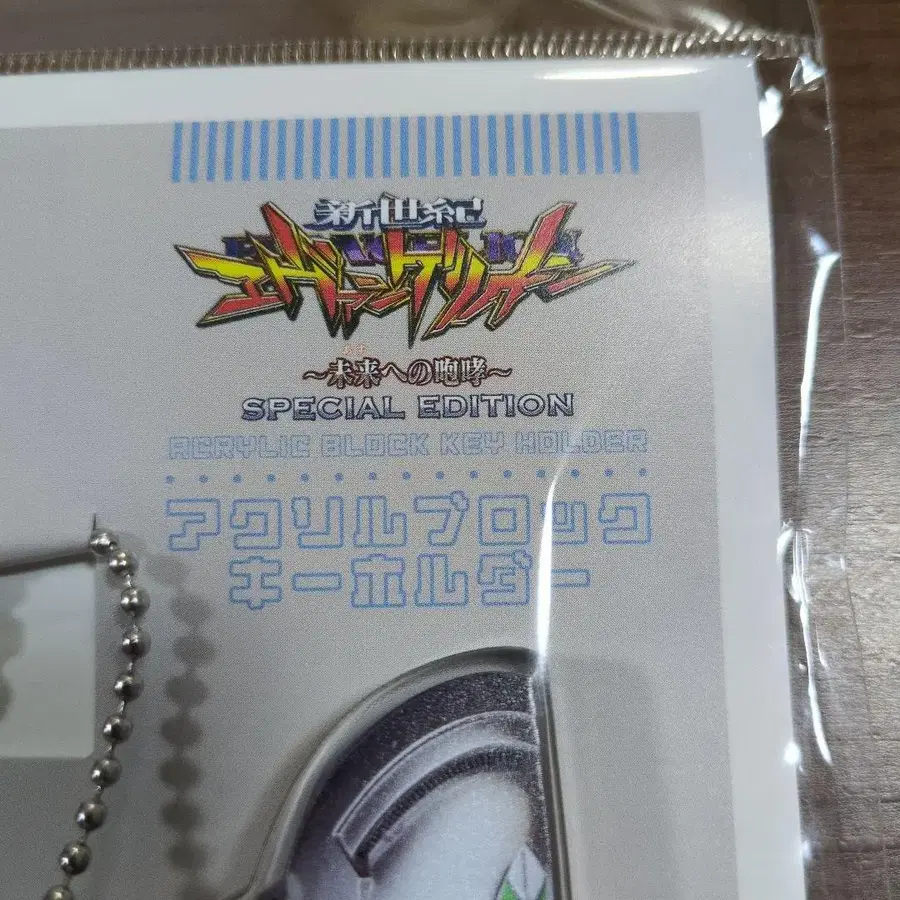 新世紀
EVANGELION
エヴァンゲリオン
～未来への咆哮～
SPECIAL EDITION
ACRYLIC BLOCK KEY HOLDER
アクリルブロック
キーホルダー